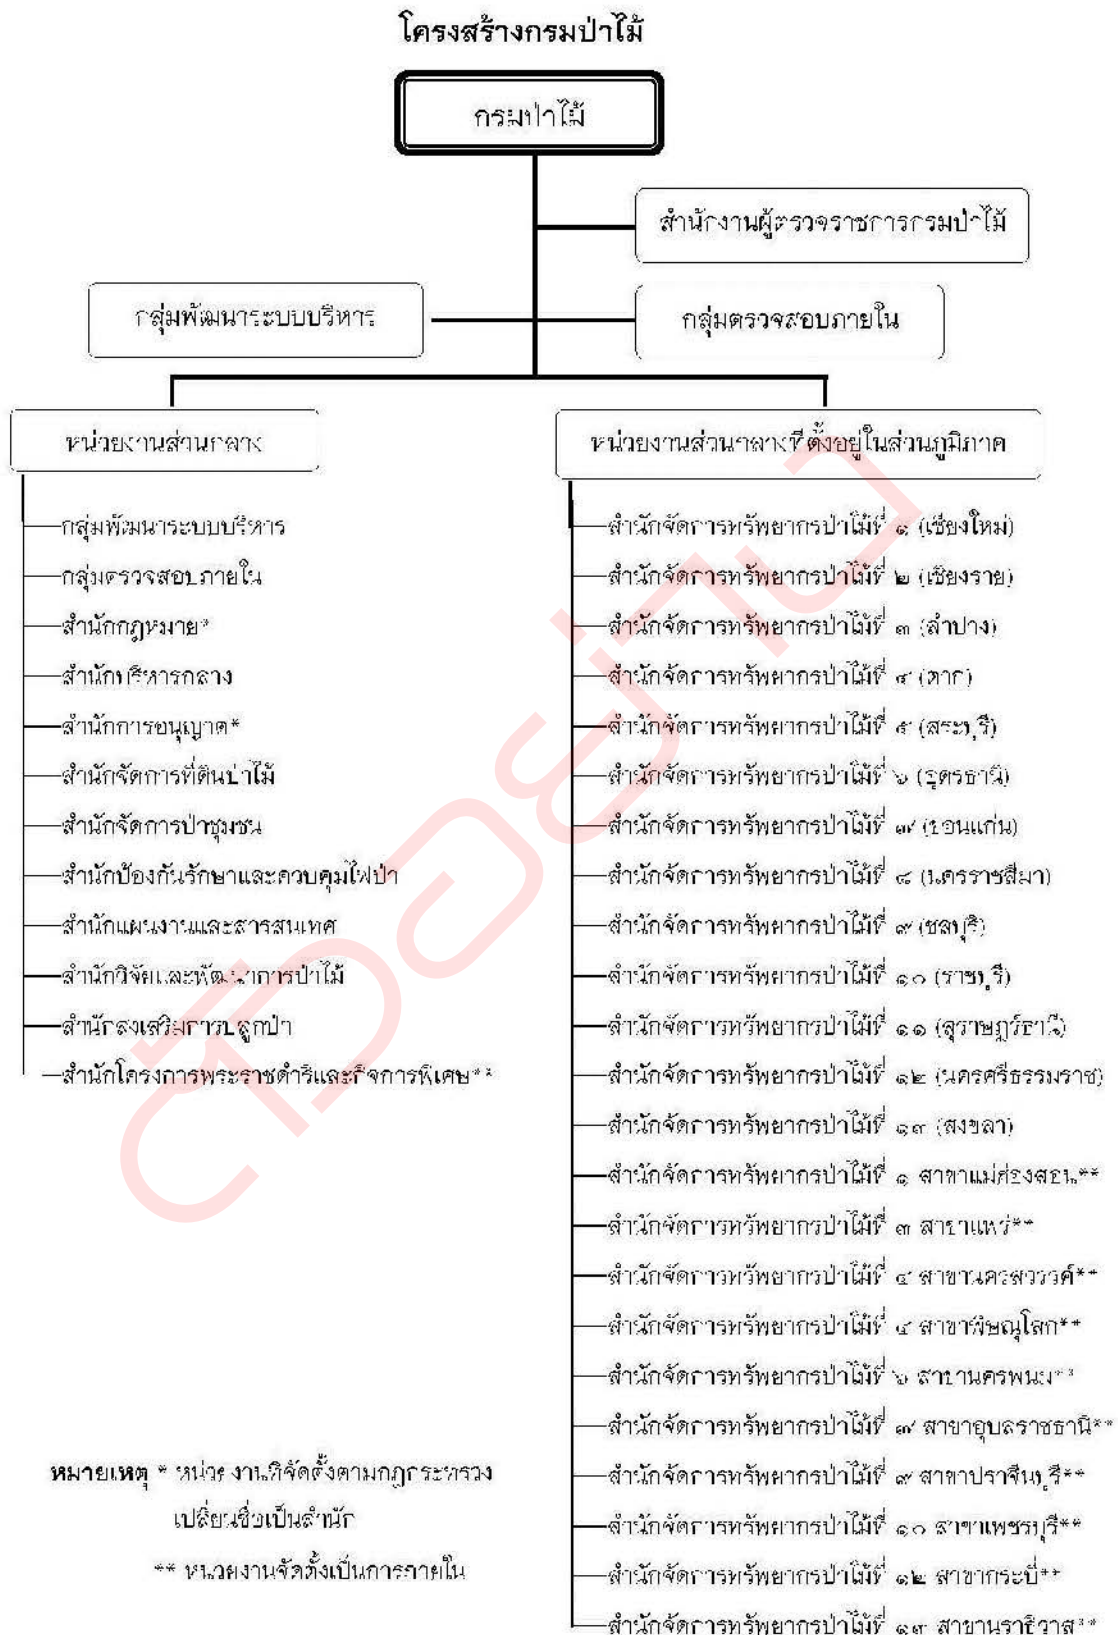 โครงสร้างกรมป่าไม้
กรมป่าไม้
สำนักงานผู้ตรวจราชการกรมป่าไม้
กลุ่มพัฒนาระบบบริหาร
กลุ่มตรวจสอบภายใน
หน่วยงานส่วนกลาง
กลุ่มพัฒนาระบบบริหาร
กลุ่มตรวจสอบภายใน
สำนักกฎหมาย*
สำนักบริหารกลาง
สำนักการอนุญาต*
สำนักจัดการที่ดินป่าไม้
สำนักจัดการป่าชุมชน
สำนักป้องกันรักษาและควบคุมไฟป่า
สำนักแผนงานและสารสนเทศ
สำนักวิจัยและพัฒนาการป่าไม้
สำนักส่งเสริมการปลูกป่า
สำนักโครงการพระราชดำริและกิจการพิเศษ**
หน่วยงานส่วนกลางที่ตั้งอยู่ในส่วนภูมิภาค
สำนักจัดการทรัพยากรป่าไม้ที่ ๑ (เชียงใหม่)
สำนักจัดการทรัพยากรป่าไม้ที่ ๒ (เชียงราย)
สำนักจัดการทรัพยากรป่าไม้ที่ ๓ (ลำปาง)
สำนักจัดการทรัพยากรป่าไม้ที่ ๔ (ตาก)
สำนักจัดการทรัพยากรป่าไม้ที่ ๕ (สระบุรี)
สำนักจัดการทรัพยากรป่าไม้ที่ ๖ (อุดรธานี)
สำนักจัดการทรัพยากรป่าไม้ที่ ๗ (ขอนแก่น)
สำนักจัดการทรัพยากรป่าไม้ที่ ๘ (นครราชสีมา)
สำนักจัดการทรัพยากรป่าไม้ที่ ๙ (ชลบุรี)
สำนักจัดการทรัพยากรป่าไม้ที่ ๑๐ (ราชบุรี)
สำนักจัดการทรัพยากรป่าไม้ที่ ๑๑ (สุราษฎร์ธานี)
สำนักจัดการทรัพยากรป่าไม้ที่ ๑๒ (นครศรีธรรมราช)
สำนักจัดการทรัพยากรป่าไม้ที่ ๑๓ (สงขลา)
สำนักจัดการทรัพยากรป่าไม้ที่ ๑ สาขาแม่ฮ่องสอน**
สำนักจัดการทรัพยากรป่าไม้ที่ ๓ สาขาแพร่**
สำนักจัดการทรัพยากรป่าไม้ที่ ๔ สาขานครสวรรค์**
สำนักจัดการทรัพยากรป่าไม้ที่ ๔ สาขาพิษณุโลก**
สำนักจัดการทรัพยากรป่าไม้ที่ ๖ สาขานครพนม**
สำนักจัดการทรัพยากรป่าไม้ที่ ๗ สาขาอุบลราชธานี**
สำนักจัดการทรัพยากรป่าไม้ที่ ๙ สาขาปราจีนบุรี**
สำนักจัดการทรัพยากรป่าไม้ที่ ๑๐ สาขาเพชรบุรี**
สำนักจัดการทรัพยากรป่าไม้ที่ ๑๒ สาขากระบี่**
สำนักจัดการทรัพยากรป่าไม้ที่ ๑๓ สาขานราธิวาส**
หมายเหตุ * หน่วยงานที่จัดตั้งตามกฎกระทรวง
เปลี่ยนชื่อเป็นสำนัก
** หน่วยงานจัดตั้งเป็นการภายใน
ตัวอย่าง